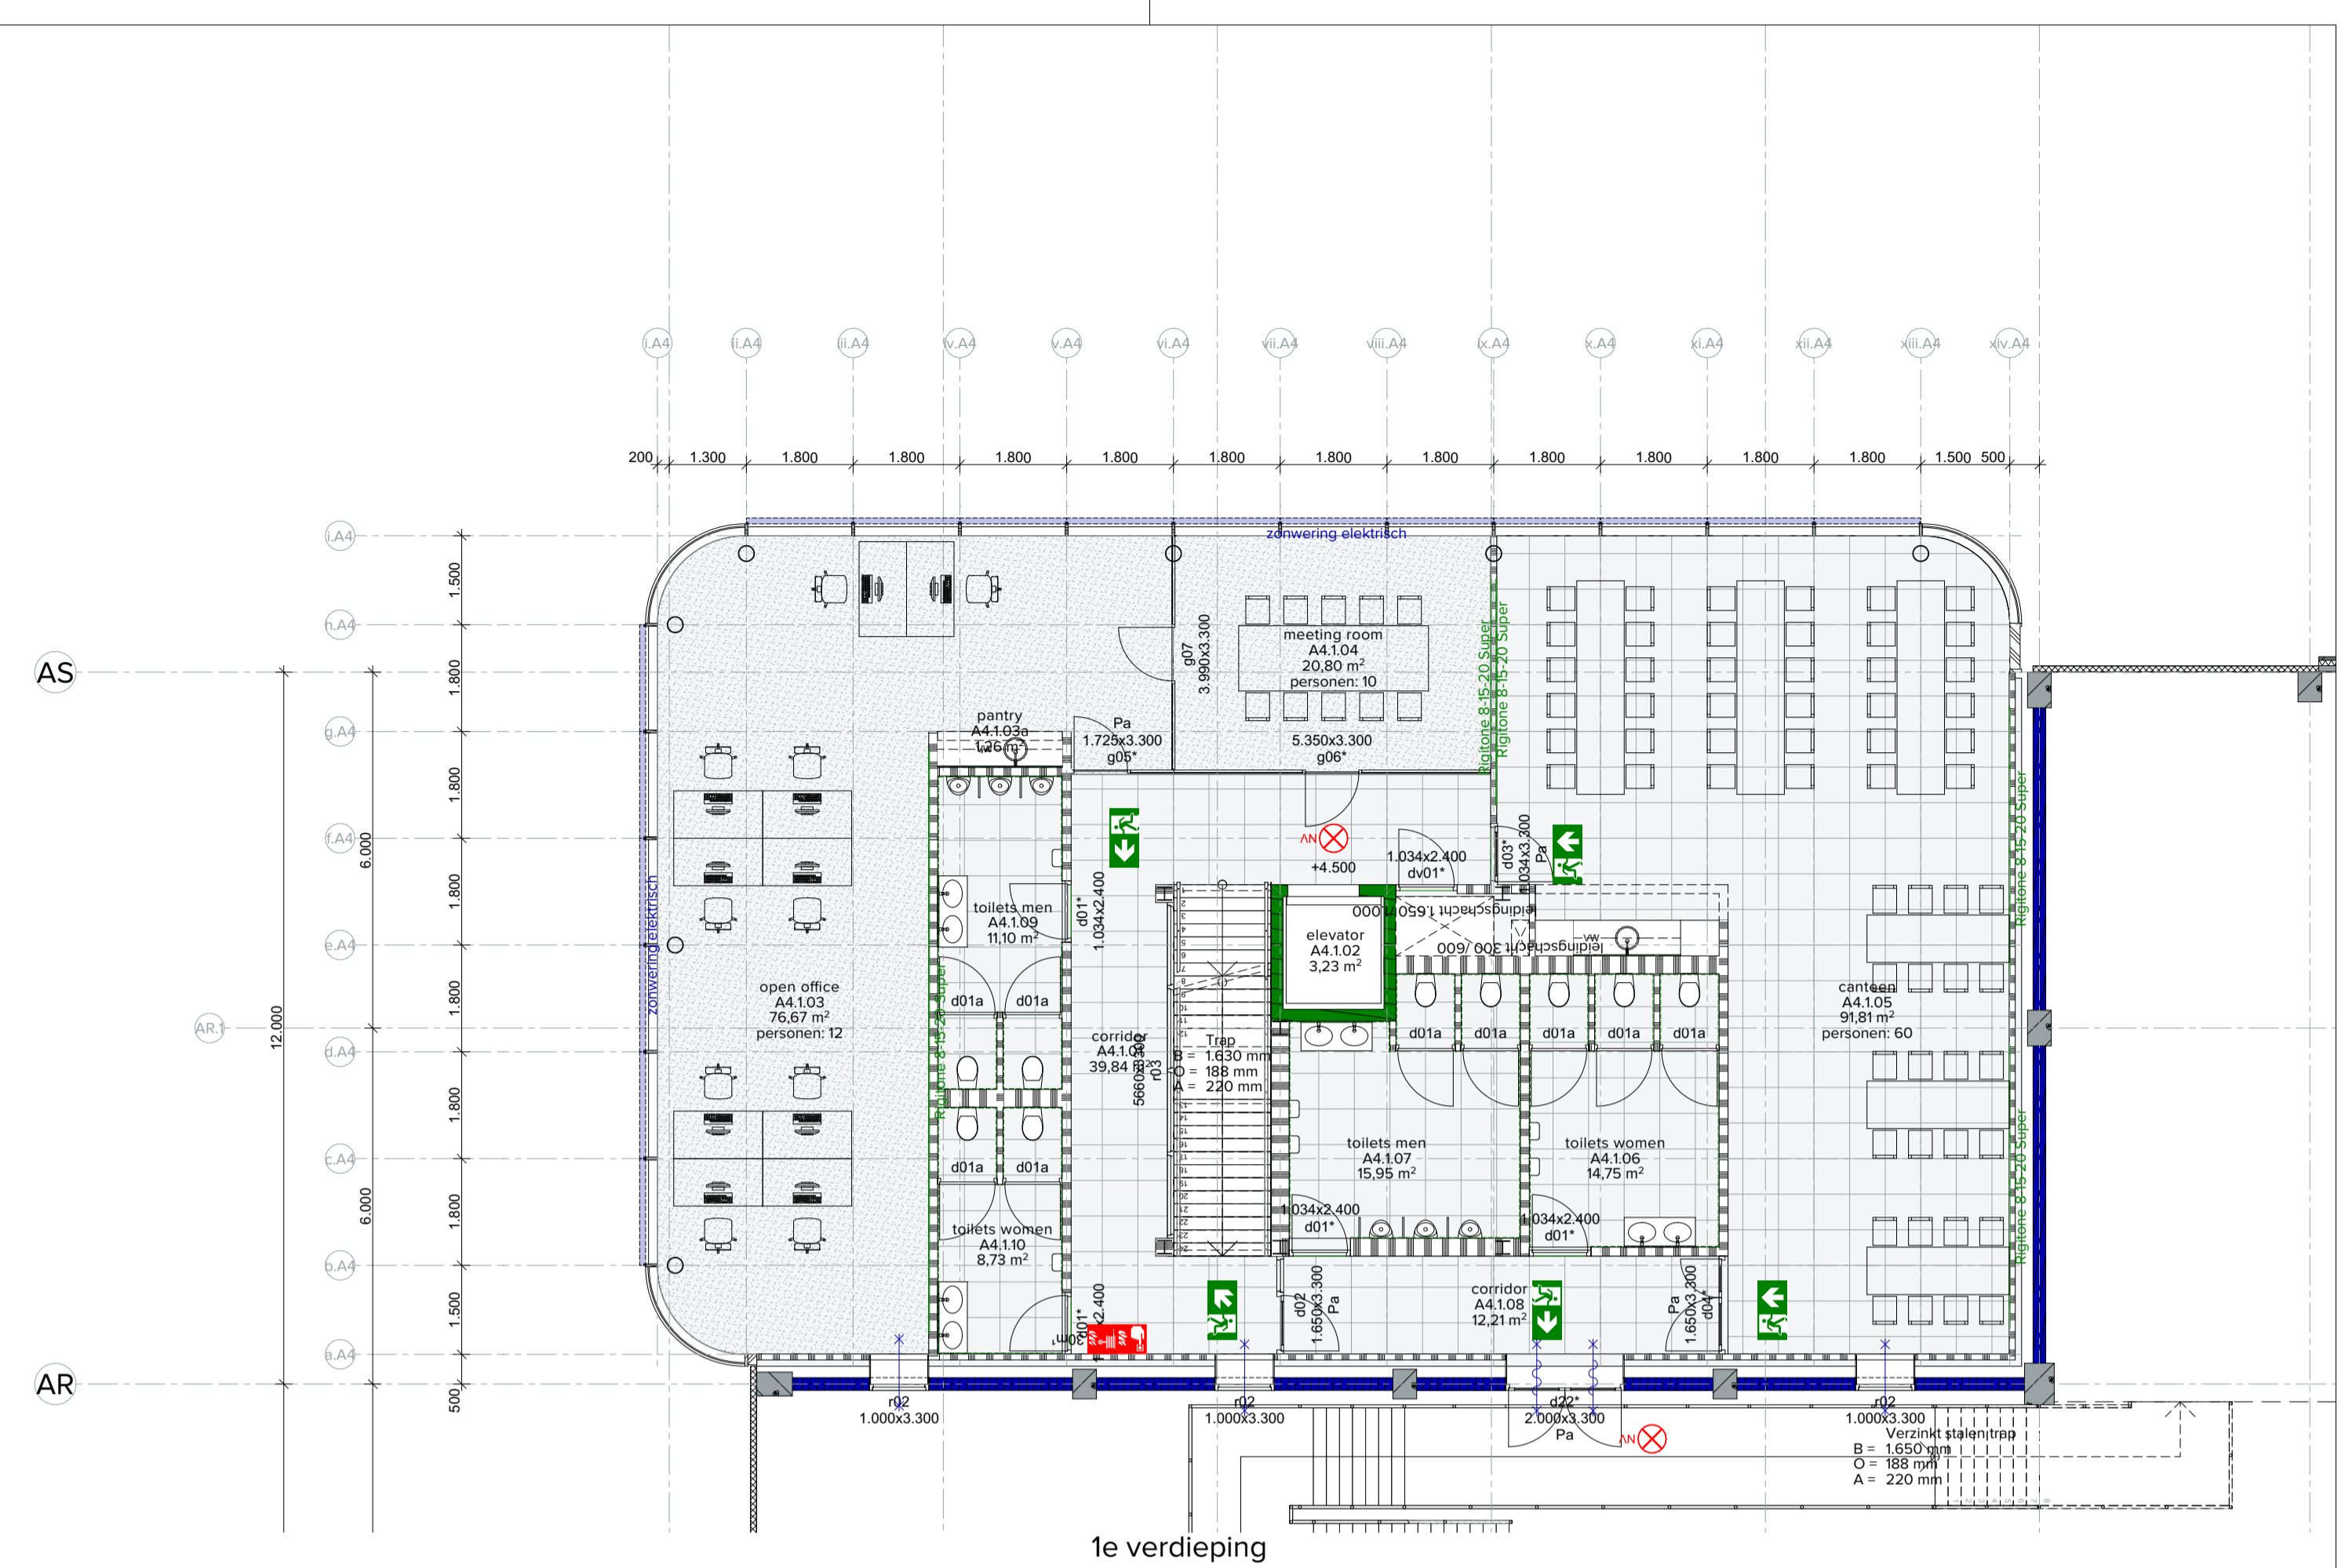 i.A4
ii.A4
iii.A4
iv.A4
v.A4
vi.A4
vii.A4
viii.A4
ix.A4
x.A4
xi.A4
xii.A4
xiii.A4
xiv.A4
200
1.300
1.800
1.800
1.800
1.800
1.800
1.800
1.800
1.800
1.800
1.800
1.800
1.500
500
i.A4
h.A4
g.A4
f.A4
e.A4
d.A4
c.A4
b.A4
a.A4
AS
AR.1
AR
12.000
6.000
6.000
1.500
1.800
1.800
1.800
1.800
1.800
1.800
1.500
500
zonwering elektrisch
zonwering elektrisch
meeting room
A4.1.04
20,80 m²
personen: 10
g07
3.990x3.300
Rigitone 8-15-20 Super
Rigitone 8-15-20 Super
pantry
A4.1.03a
1,26 m²
Pa
1.725x3.300
g05*
5.350x3.300
g06*
NV
+4.500
1.034x2.400
dv01*
d03*
1.034x3.300
Pa
leidingschacht 1.650/1.000
leidingschacht 300/600
toilets men
A4.1.09
11,10 m²
d01*
1.034x2.400
elevator
A4.1.02
3,23 m²
open office
A4.1.03
76,67 m²
personen: 12
Rigitone 8-15-20 Super
d01a
d01a
d01a
d01a
d01a
d01a
d01a
d01a
d01a
corridor
39,84 m²
5660x3300
r03
Trap
B = 1.630 mm
O = 188 mm
A = 220 mm
canteen
A4.1.05
91,81 m²
personen: 60
Rigitone 8-15-20 Super
Rigitone 8-15-20 Super
toilets men
A4.1.07
15,95 m²
toilets women
A4.1.06
14,75 m²
1.034x2.400
d01*
1.034x2.400
d01*
toilets women
A4.1.10
8,73 m²
d01*
d02
1.650x3.300
Pa
corridor
A4.1.08
12,21 m²
Pa
1.650x3.300
d04*
r02
1.000x3.300
r02
1.000x3.300
d22*
2.000x3.300
Pa
NV
r02
1.000x3.300
Verzinkt stalen trap
B = 1.650 mm
O = 188 mm
A = 220 mm
1e verdieping